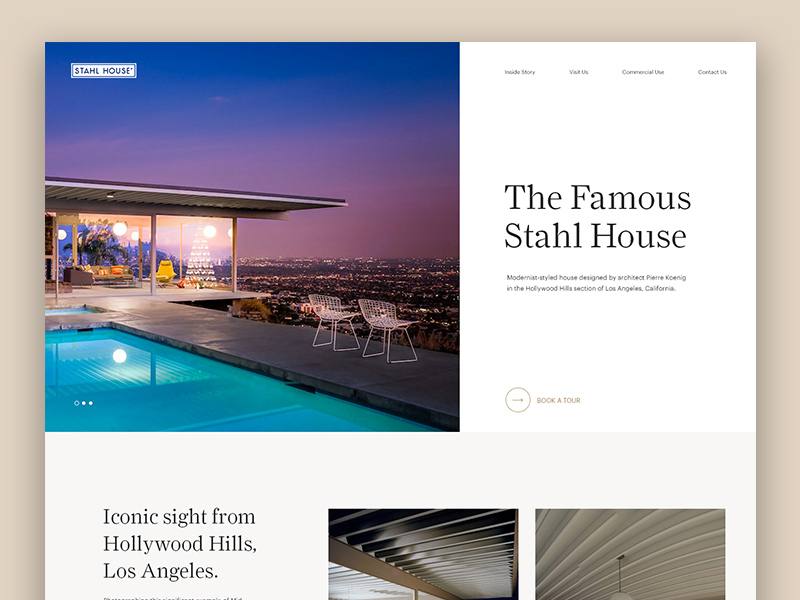 STAHL HOUSE
Inside Story
Visit Us
Commercial Use
Contact Us
The Famous
Stahl House
Modernist-styled house designed by architect Pierre Koenig
in the Hollywood Hills section of Los Angeles, California.
BOOK A TOUR
Iconic sight from
Hollywood Hills,
Los Angeles.